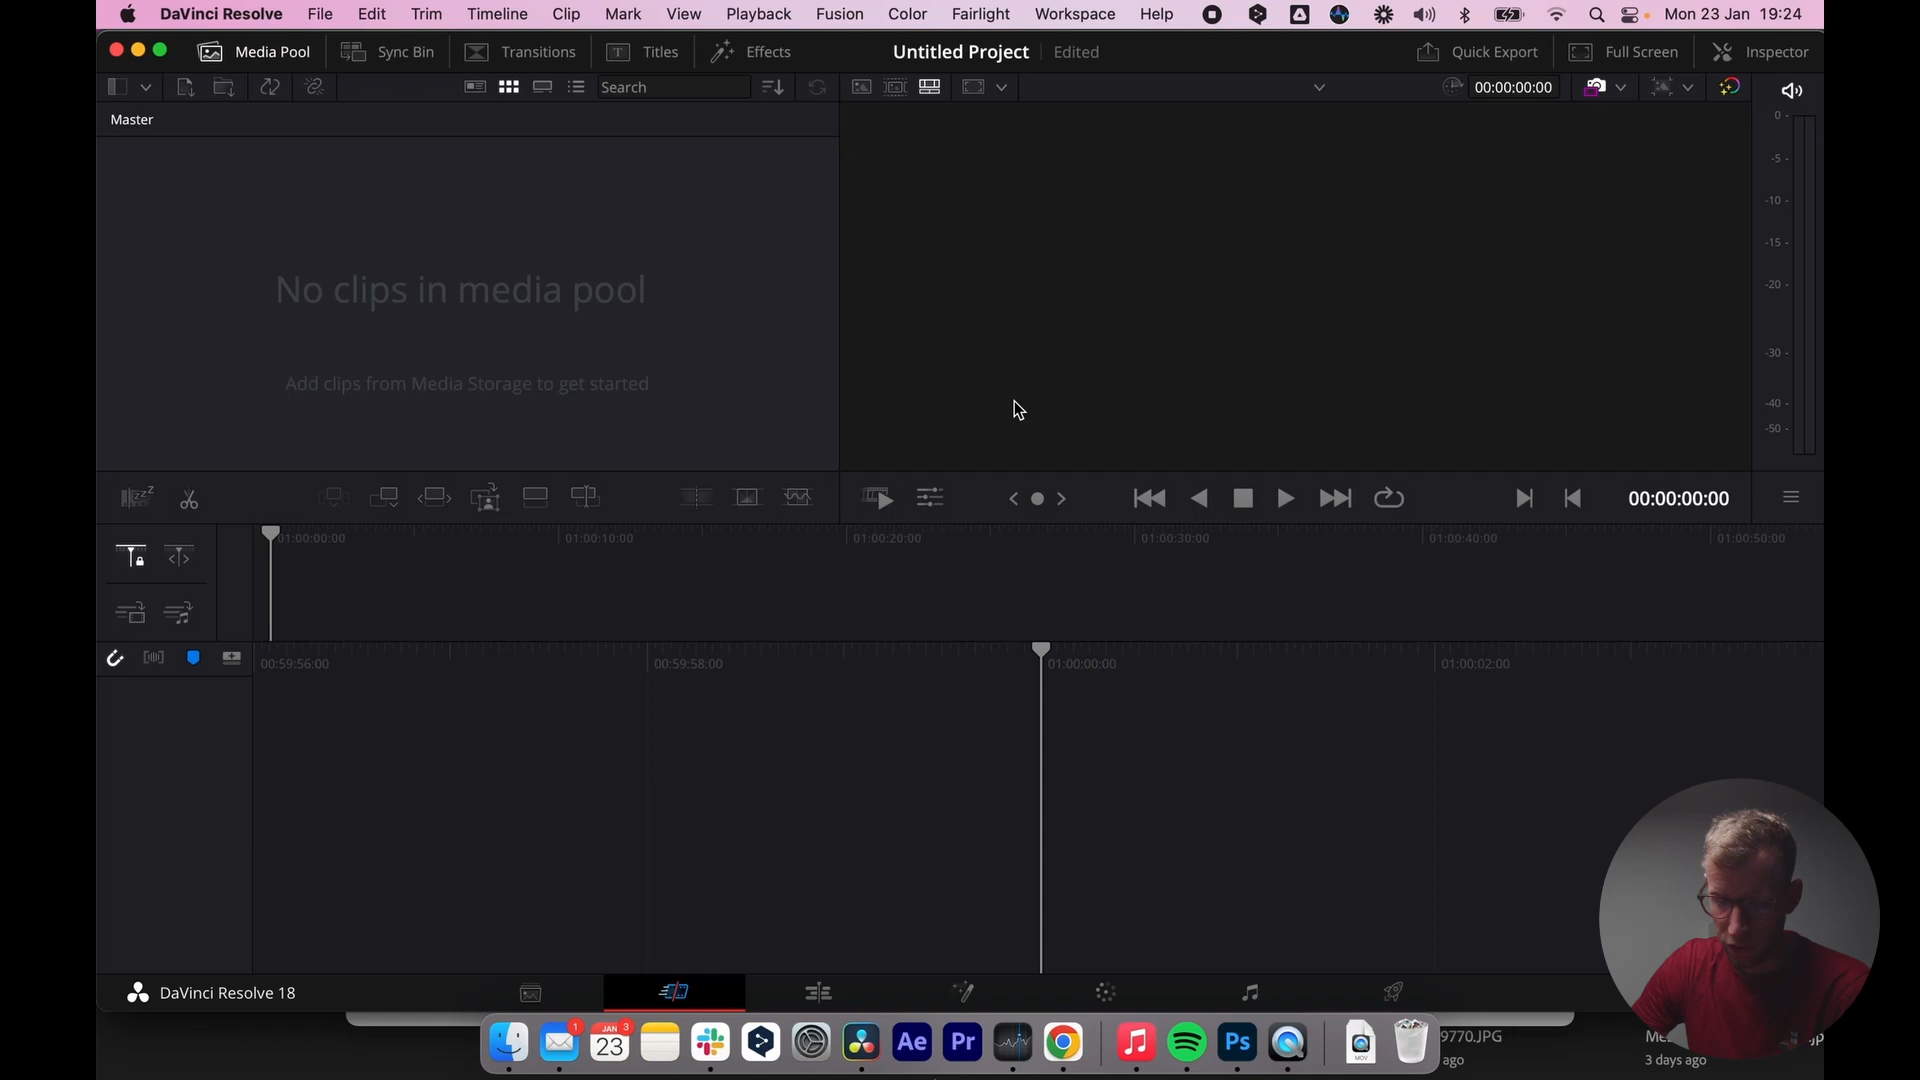 DaVinci Resolve File Edit Trim Timeline Clip Mark View Playback Fusion Color Fairlight Workspace Help Mon 23 Jan 19:24
Media Pool Sync Bin Transitions Titles Effects Untitled Project Edited Quick Export Full Screen Inspector
Search 00:00:00:00
Master
0
-5
-10
-15
-20
-30
-40
-50
No clips in media pool
Add clips from Media Storage to get started
zzZ
00:00:00:00
01:00:00:00 01:00:10:00 01:00:20:00 01:00:30:00 01:00:40:00 01:00:50:00
00:59:56:00 00:59:58:00 01:00:00:00 01:00:02:00
DaVinci Resolve 18
1 JAN 3 23 Ae Pr Ps MOV
9770.JPG
ago
3 days ago